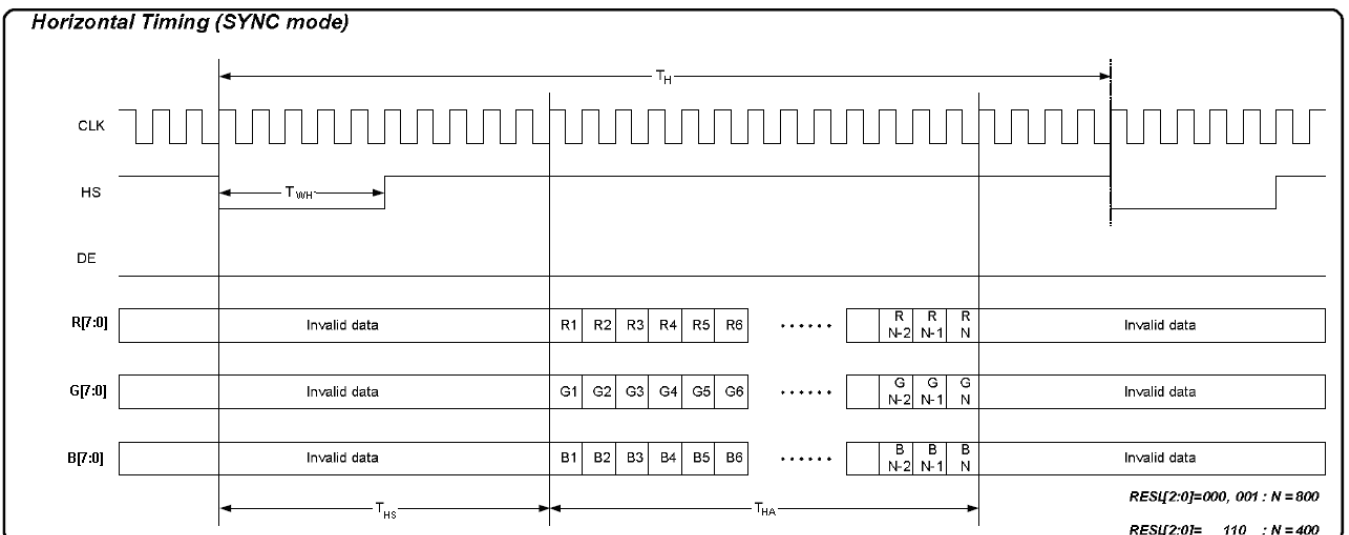 Horizontal Timing (SYNC mode)
TH
CLK
HS
TWH
DE
R[7:0] Invalid data R1 R2 R3 R4 R5 R6 ...... R N-2 R N-1 R N Invalid data
G[7:0] Invalid data G1 G2 G3 G4 G5 G6 ...... G N-2 G N-1 G N Invalid data
B[7:0] Invalid data B1 B2 B3 B4 B5 B6 ...... B N-2 B N-1 B N Invalid data
THS THA
RESL[2:0]=000, 001 : N = 800
RESL[2:0]= 110 : N = 400